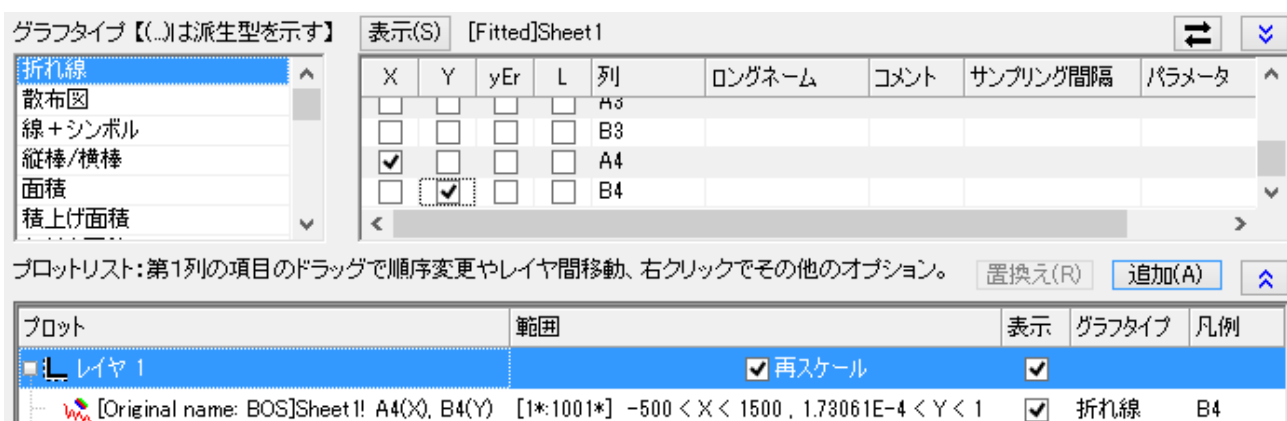 グラフタイプ【(...)は派生型を示す】
表示(S) [Fitted]Sheet1
折れ線
散布図
線+シンボル
縦棒/横棒
面積
積上げ面積
X Y yEr L 列 ロングネーム コメント サンプリング間隔 パラメータ
A3
B3
A4
B4
プロットリスト:第1列の項目のドラッグで順序変更やレイヤ間移動、右クリックでその他のオプション。
置換え(R) 追加(A)
プロット 範囲 表示 グラフタイプ 凡例
レイヤ 1 再スケール
[Original name: BOS]Sheet1! A4(X), B4(Y) [1*:1001*] -500 < X < 1500 , 1.73061E-4 < Y < 1 折れ線 B4